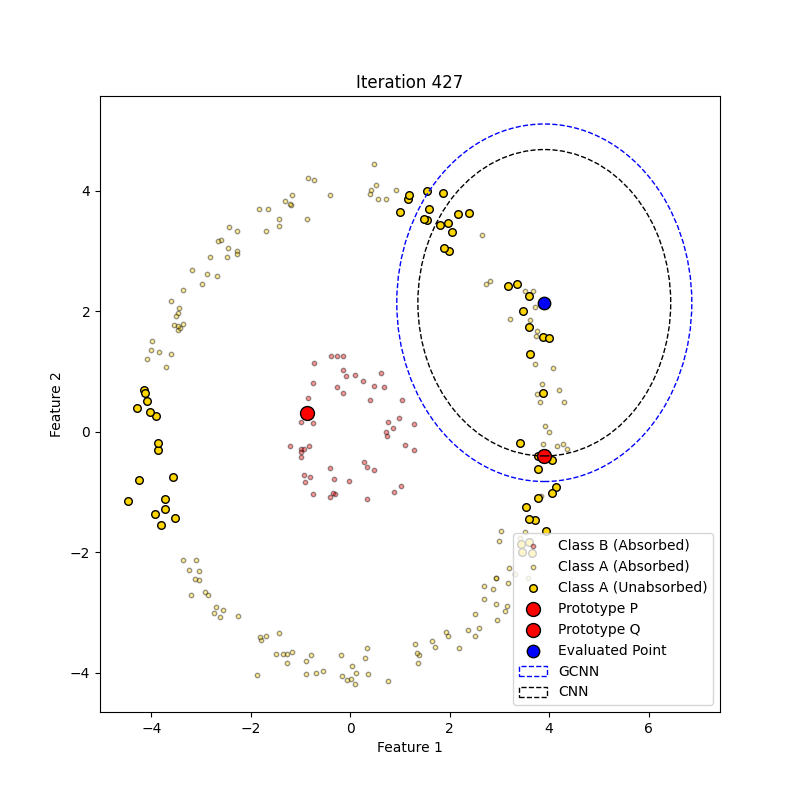 Iteration 427
Feature 2
4
2
0
−2
−4
−4
−2
0
2
4
6
Feature 1
Class B (Absorbed)
Class A (Absorbed)
Class A (Unabsorbed)
Prototype P
Prototype Q
Evaluated Point
GCNN
CNN